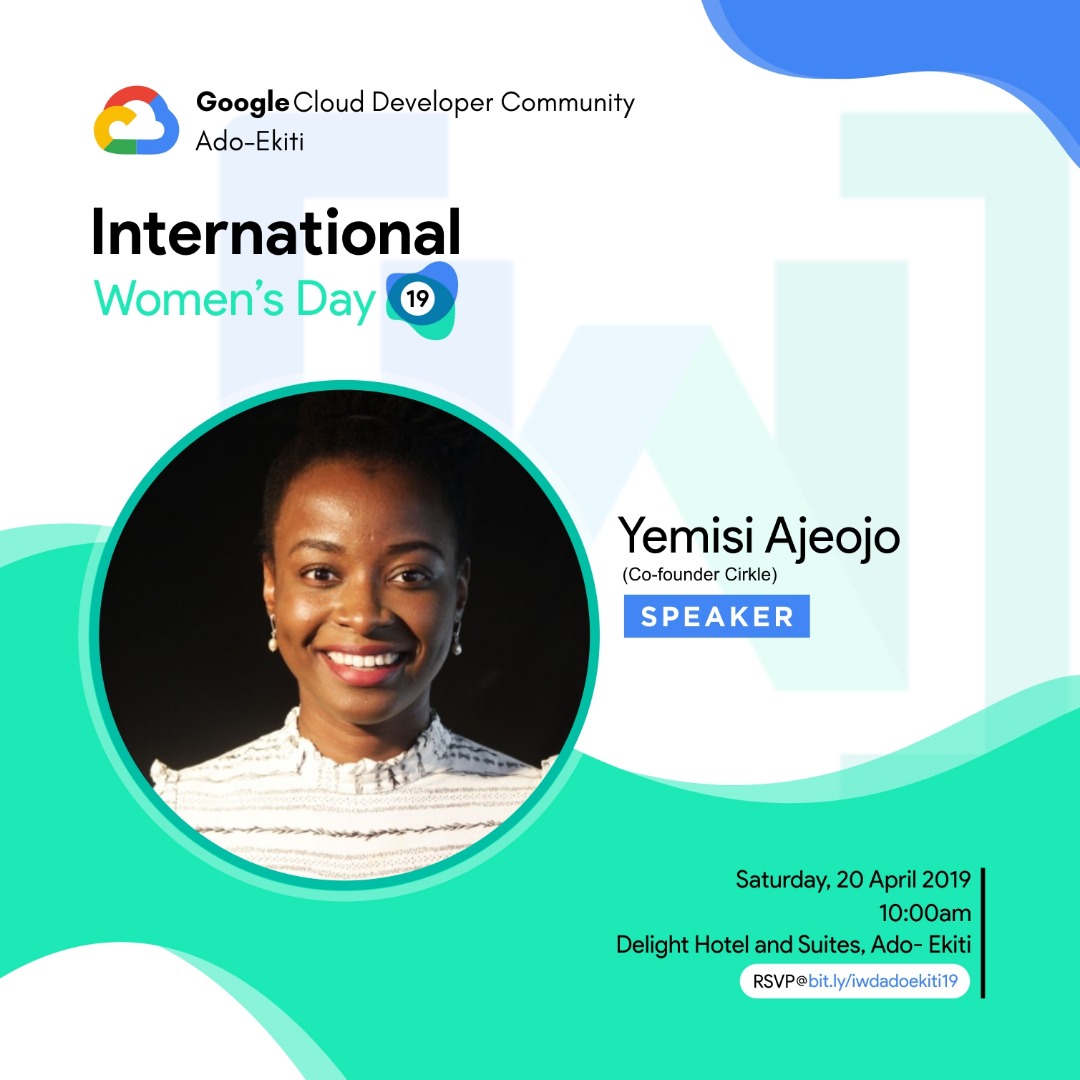 Google Cloud Developer Community
Ado-Ekiti
International
Women's Day 19
Yemisi Ajeojo
(Co-founder Cirkle)
SPEAKER
Saturday, 20 April 2019
10:00am
Delight Hotel and Suites, Ado- Ekiti
RSVP@bit.ly/iwdadoekiti19